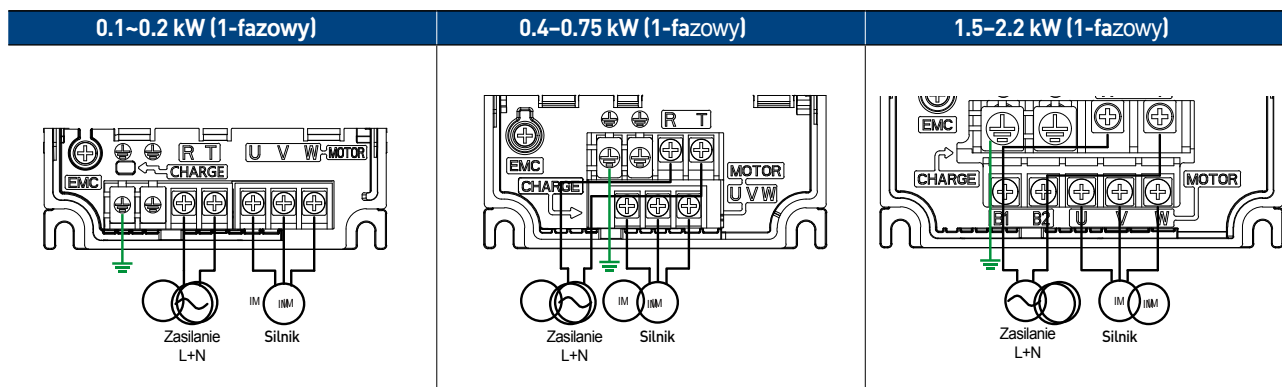 0.1~0.2 kW (1-fazowy)
0.4–0.75 kW (1-fazowy)
1.5–2.2 kW (1-fazowy)
EMC
R T
U V W
MOTOR
CHARGE
IM
Zasilanie
L+N
Silnik
EMC
R T
MOTOR
U V W
CHARGE
IM
Zasilanie
L+N
Silnik
EMC
CHARGE
MOTOR
B1 B2 U V W
IM
Zasilanie
L+N
Silnik